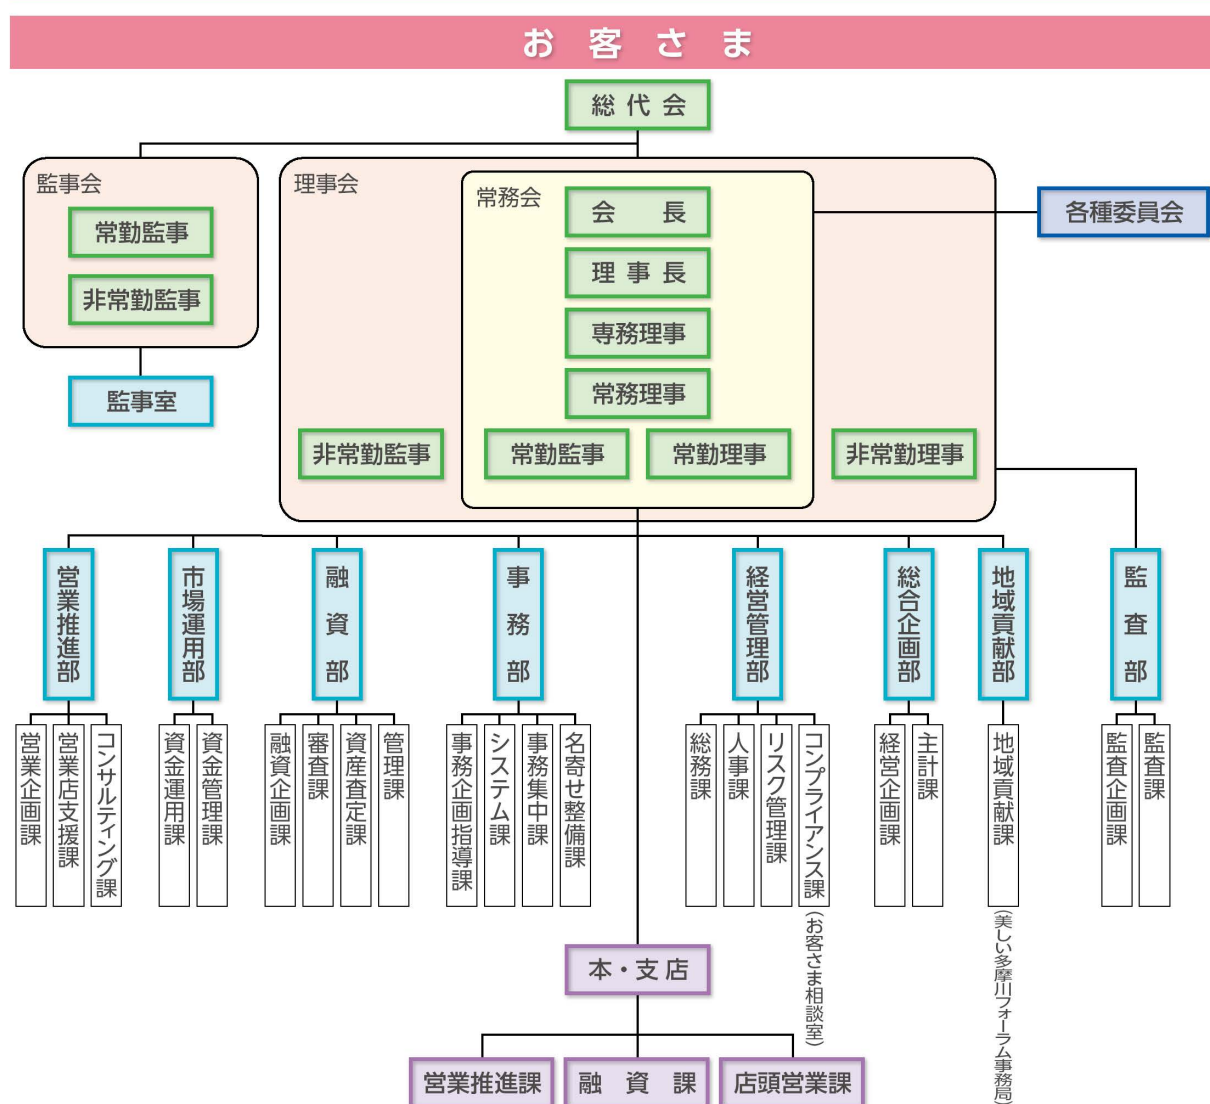 お客さま
総代会
監事会
常勤監事
非常勤監事
監事室
理事会
常務会
会長
理事長
専務理事
常務理事
非常勤監事
常勤監事
常勤理事
非常勤理事
各種委員会
営業推進部
市場運用部
融資部
事務部
経営管理部
総合企画部
地域貢献部
監査部
営業企画課
営業店支援課
コンサルティング課
資金運用課
資金管理課
融資企画課
審査課
資産査定課
管理課
事務企画指導課
システム課
事務集中課
名寄せ整備課
総務課
人事課
リスク管理課
コンプライアンス課
(お客さま相談室)
経営企画課
主計課
地域貢献課
(美しい多摩川フォーラム事務局)
監査企画課
監査課
本・支店
営業推進課
融資課
店頭営業課